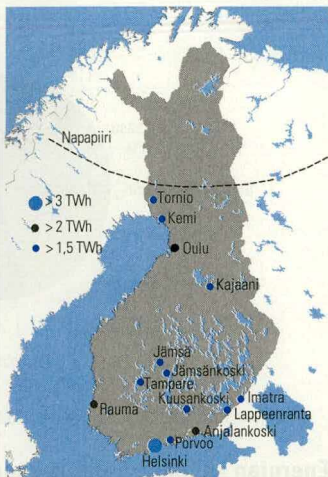 Napapiiri
> 3 TWh
> 2 TWh
> 1,5 TWh
Tornio
Kemi
Oulu
Kajaani
Jämsä
Jämsänkoski
Tampare
Kuusankoski
Imatra
Lappeenranta
Rauma
Anjalankoski
Porvoo
Helsinki